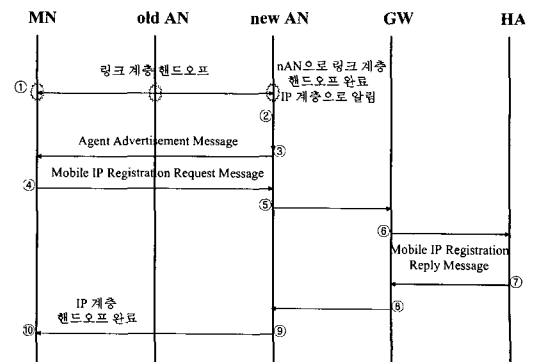 MN old AN new AN GW HA
링크 계층 핸드오프
nAN으로 링크 계층
핸드오프 완료
IP 계층으로 알림
①
②
Agent Advertisement Message
③
Mobile IP Registration Request Message
④
⑤
⑥
Mobile IP Registration
Reply Message
⑦
IP 계층
핸드오프 완료
⑧
⑩
⑨